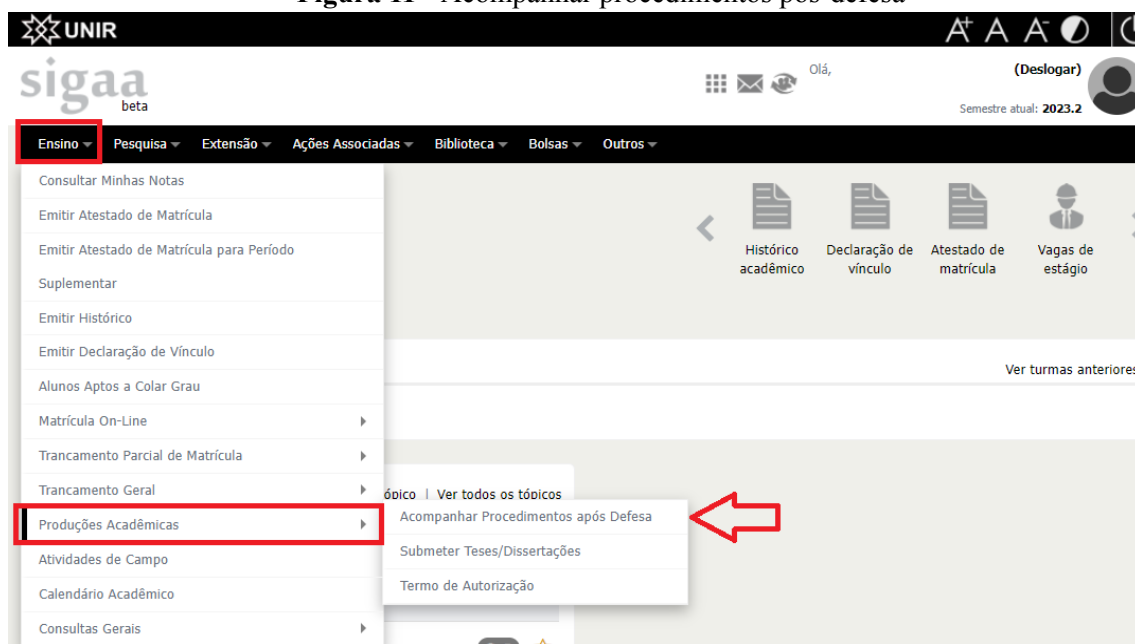 Figura 11 - Acompanhar procedimentos pós-defesa
UNIR
A+ A A-
sigaa
beta
Olá,
(Deslogar)
Semestre atual: 2023.2
Ensino Pesquisa Extensão Ações Associadas Biblioteca Bolsas Outros
Consultar Minhas Notas
Emitir Atestado de Matrícula
Emitir Atestado de Matrícula para Período
Suplementar
Emitir Histórico
Emitir Declaração de Vínculo
Alunos Aptos a Colar Grau
Matrícula On-Line
Trancamento Parcial de Matrícula
Trancamento Geral
Produções Acadêmicas
Atividades de Campo
Calendário Acadêmico
Consultas Gerais
Histórico
acadêmico
Declaração de
vínculo
Atestado de
matrícula
Vagas de
estágio
Ver turmas anteriores
ópico | Ver todos os tópicos
Acompanhar Procedimentos após Defesa
Submeter Teses/Dissertações
Termo de Autorização